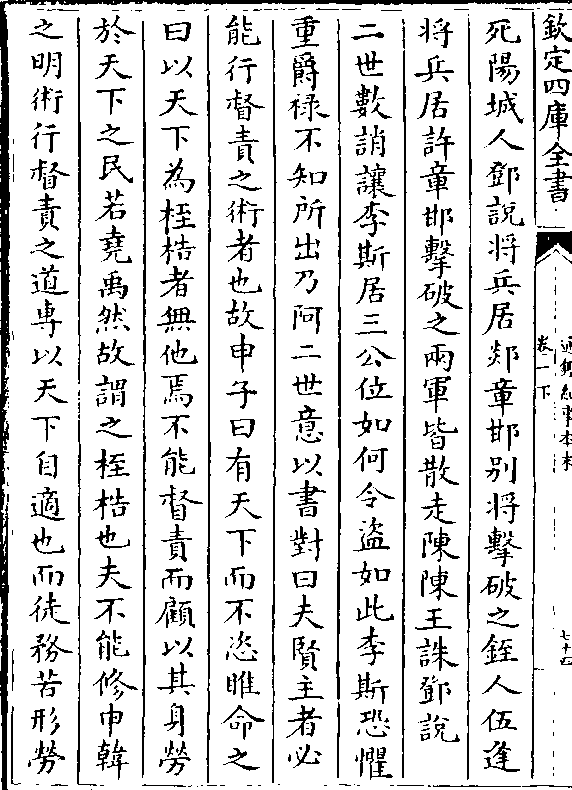 欽定四庫全書
通鑑紀事本末
卷一下
七十四
死陽城人鄧說將兵居郯章邯别將擊破之銍人伍逢
將兵居許章邯擊破之兩軍皆散走陳陳王誅鄧說
二世數誚讓李斯居三公位如何令盜如此李斯恐懼
重爵祿不知所出乃阿二世意以書對曰夫賢主者必
能行督責之術者也故申子曰有天下而不恣睢命之
曰以天下為桎梏者無他焉不能督責而顧以其身勞
於天下之民若堯禹然故謂之桎梏也夫不能修申韓
之明術行督責之道専以天下自適也而徒務苦形勞